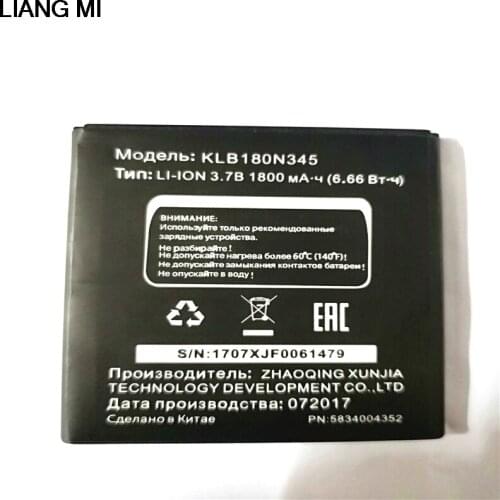 LIANG MI
Модель: KLB180N345
Тип: LI-ION 3.7В 1800 мА·ч (6.66 Вт·ч)
ВНИМАНИЕ:
Используйте только рекомендованные
зарядные устройства.
Не разбирайте!
Не допускайте нагрева более 60°C (140°F)!
Не допускайте замыкания контактов батареи!
Не опускайте в воду!
EAC
S/N:1707XJF0061479
Производитель: ZHAOQING XUNJIA
TECHNOLOGY DEVELOPMENT CO.,LTD
Дата производства: 072017
Сделано в Китае PN:5834004352